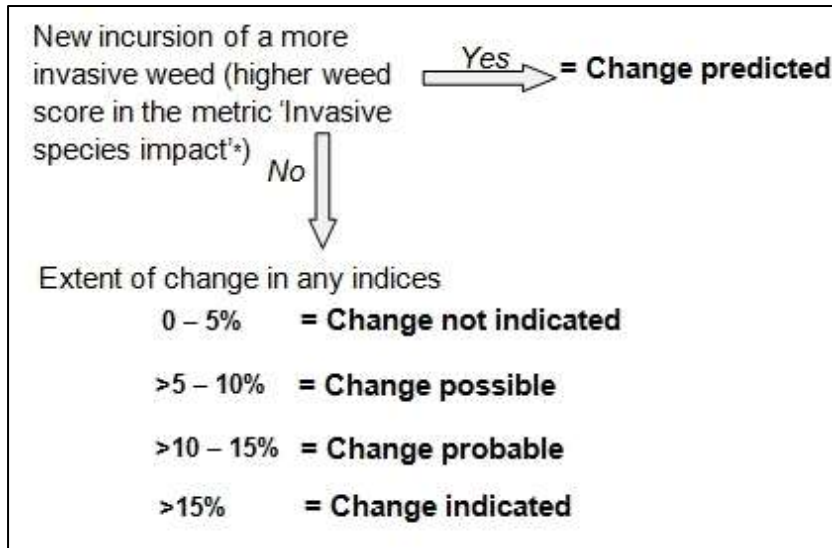 New incursion of a more
invasive weed (higher weed
score in the metric ‘Invasive
species impact’*)
Yes
= Change predicted
No
Extent of change in any indices
0 – 5% = Change not indicated
>5 – 10% = Change possible
>10 – 15% = Change probable
>15% = Change indicated